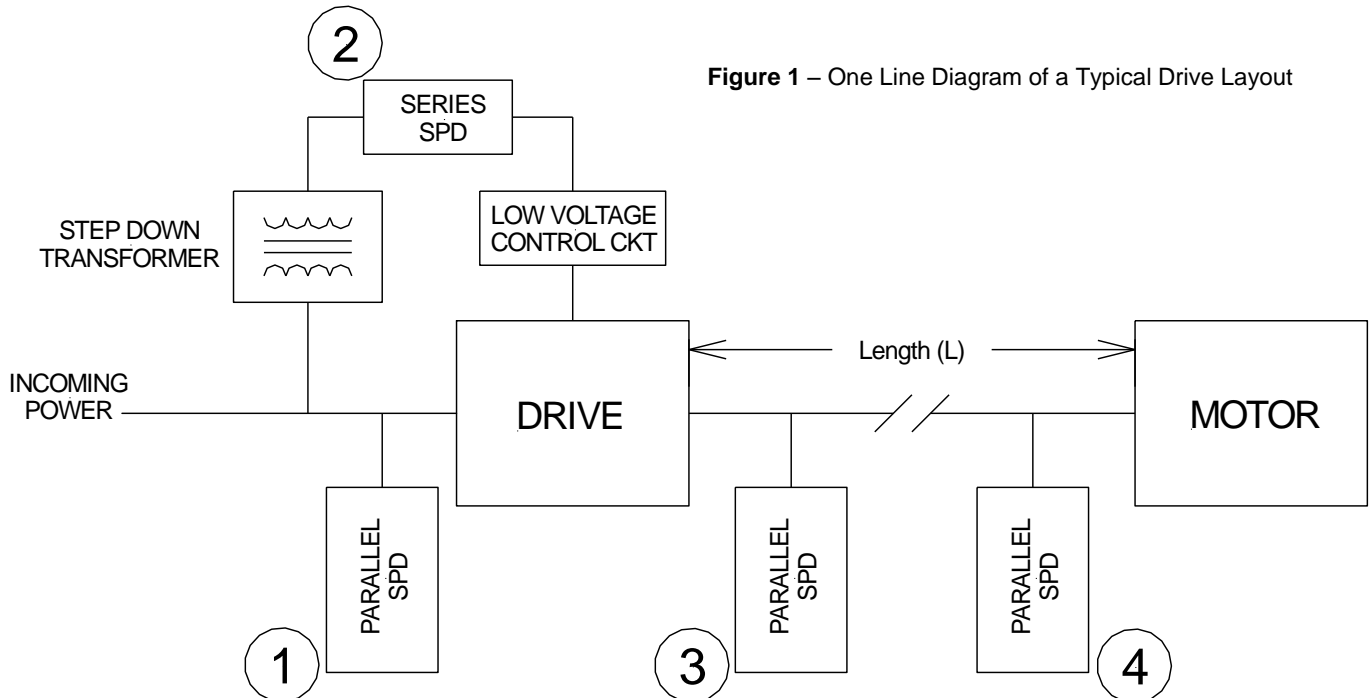 2
Figure 1 – One Line Diagram of a Typical Drive Layout
SERIES
SPD
STEP DOWN
TRANSFORMER
LOW VOLTAGE
CONTROL CKT
Length (L)
INCOMING
POWER
DRIVE
MOTOR
PARALLEL
SPD
PARALLEL
SPD
PARALLEL
SPD
1
3
4